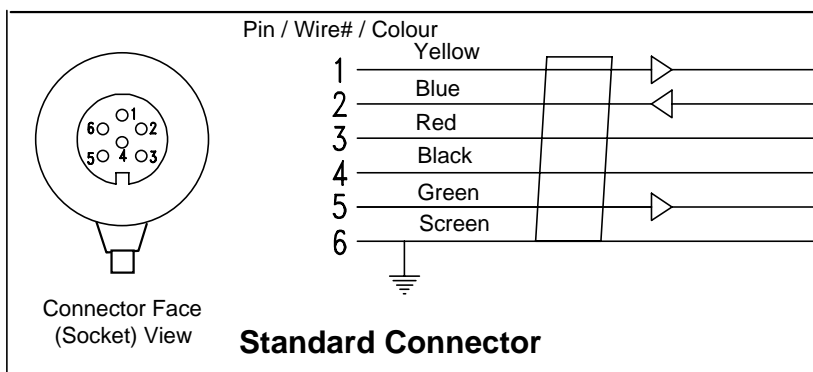 Pin / Wire# / Colour
1 Yellow
2 Blue
3 Red
4 Black
5 Green
6 Screen
1
6 2
5 4 3
Connector Face
(Socket) View
Standard Connector